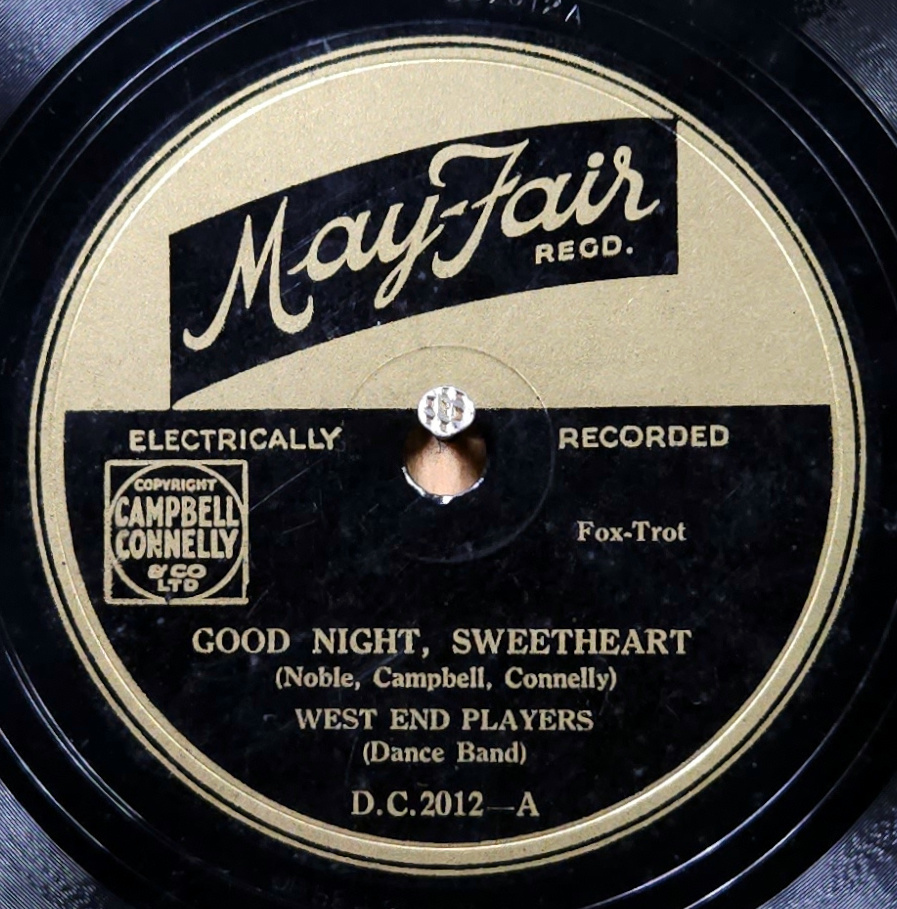 May-Fair
REGD.
ELECTRICALLY RECORDED
COPYRIGHT
CAMPBELL
CONNELLY
& CO
LTD
Fox-Trot
GOOD NIGHT, SWEETHEART
(Noble, Campbell, Connelly)
WEST END PLAYERS
(Dance Band)
D.C.2012—A